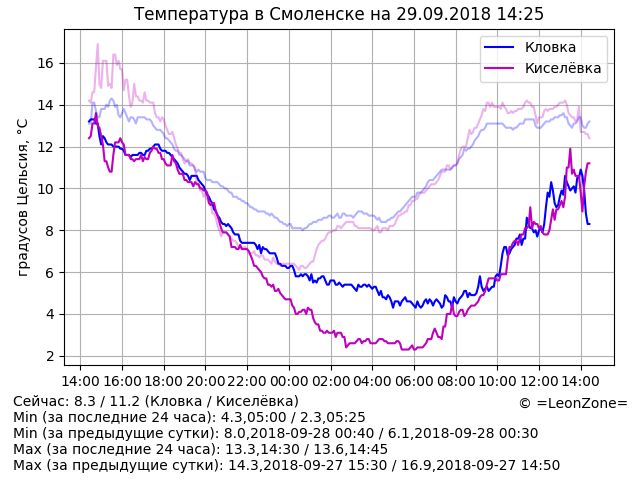 Температура в Смоленске на 29.09.2018 14:25
Кловка
Киселёвка
градусов Цельсия, °C
16
14
12
10
8
6
4
2
14:00 16:00 18:00 20:00 22:00 00:00 02:00 04:00 06:00 08:00 10:00 12:00 14:00
Сейчас: 8.3 / 11.2 (Кловка / Киселёвка)
© =LeonZone=
Min (за последние 24 часа): 4.3,05:00 / 2.3,05:25
Min (за предыдущие сутки): 8.0,2018-09-28 00:40 / 6.1,2018-09-28 00:30
Max (за последние 24 часа): 13.3,14:30 / 13.6,14:45
Max (за предыдущие сутки): 14.3,2018-09-27 15:30 / 16.9,2018-09-27 14:50